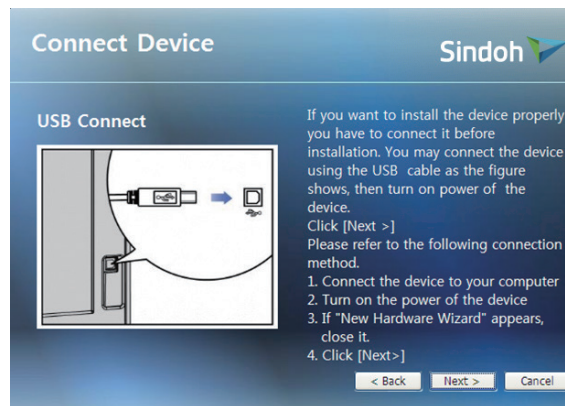 Connect Device
Sindoh
USB Connect
If you want to install the device properly
you have to connect it before
installation. You may connect the device
using the USB cable as the figure
shows, then turn on power of the
device.
Click [Next >]
Please refer to the following connection
method.
1. Connect the device to your computer
2. Turn on the power of the device
3. If "New Hardware Wizard" appears,
close it.
4. Click [Next>]
< Back
Next >
Cancel